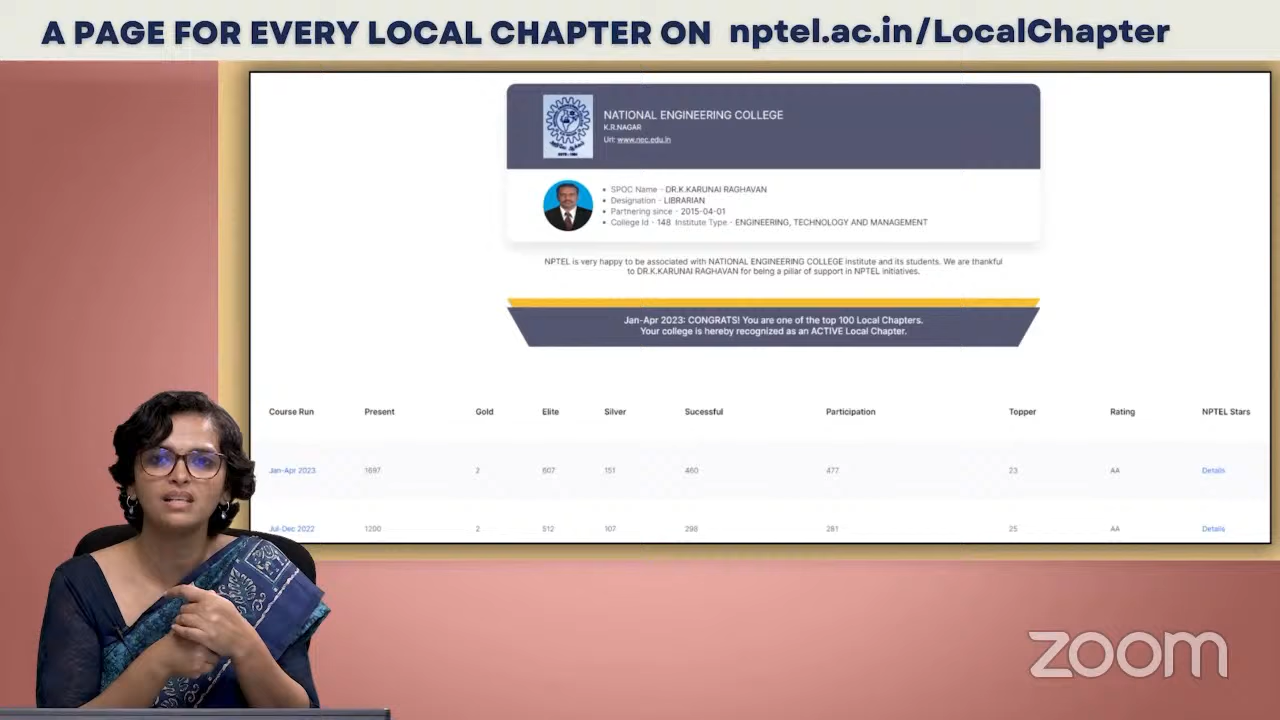 A PAGE FOR EVERY LOCAL CHAPTER ON nptel.ac.in/LocalChapter
NATIONAL ENGINEERING COLLEGE
K.R.NAGAR
Url: www.nec.edu.in
• SPOC Name - DR.K.KARUNAI RAGHAVAN
• Designation - LIBRARIAN
• Partnering since - 2015-04-01
• College Id - 148 Institute Type - ENGINEERING, TECHNOLOGY AND MANAGEMENT
NPTEL is very happy to be associated with NATIONAL ENGINEERING COLLEGE institute and its students. We are thankful
to DR.K.KARUNAI RAGHAVAN for being a pillar of support in NPTEL initiatives.
Jan-Apr 2023: CONGRATS! You are one of the top 100 Local Chapters.
Your college is hereby recognized as an ACTIVE Local Chapter.
Course Run Present Gold Elite Silver Sucessful Participation Topper Rating NPTEL Stars
Jan-Apr 2023 1697 2 607 151 460 477 23 AA Details
Jul-Dec 2022 1200 2 512 107 298 281 25 AA Details
zoom